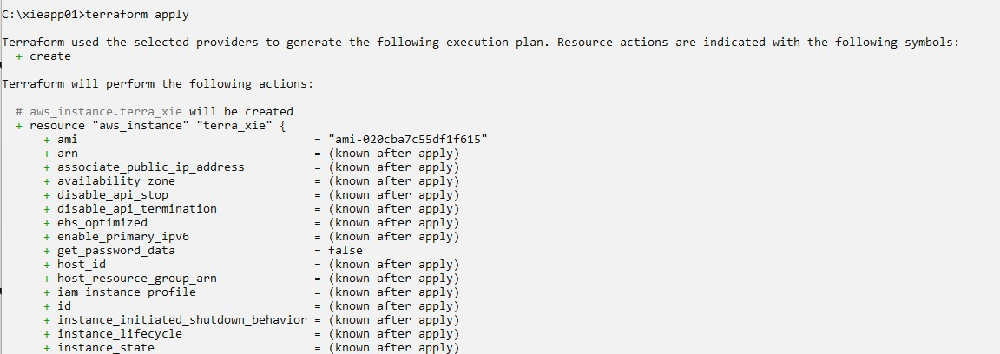 C:\xieapp01>terraform apply
Terraform used the selected providers to generate the following execution plan. Resource actions are indicated with the following symbols:
+ create
Terraform will perform the following actions:
# aws_instance.terra_xie will be created
+ resource "aws_instance" "terra_xie" {
+ ami = "ami-020cba7c55df1f615"
+ arn = (known after apply)
+ associate_public_ip_address = (known after apply)
+ availability_zone = (known after apply)
+ disable_api_stop = (known after apply)
+ disable_api_termination = (known after apply)
+ ebs_optimized = (known after apply)
+ enable_primary_ipv6 = (known after apply)
+ get_password_data = false
+ host_id = (known after apply)
+ host_resource_group_arn = (known after apply)
+ iam_instance_profile = (known after apply)
+ id = (known after apply)
+ instance_initiated_shutdown_behavior = (known after apply)
+ instance_lifecycle = (known after apply)
+ instance_state = (known after apply)